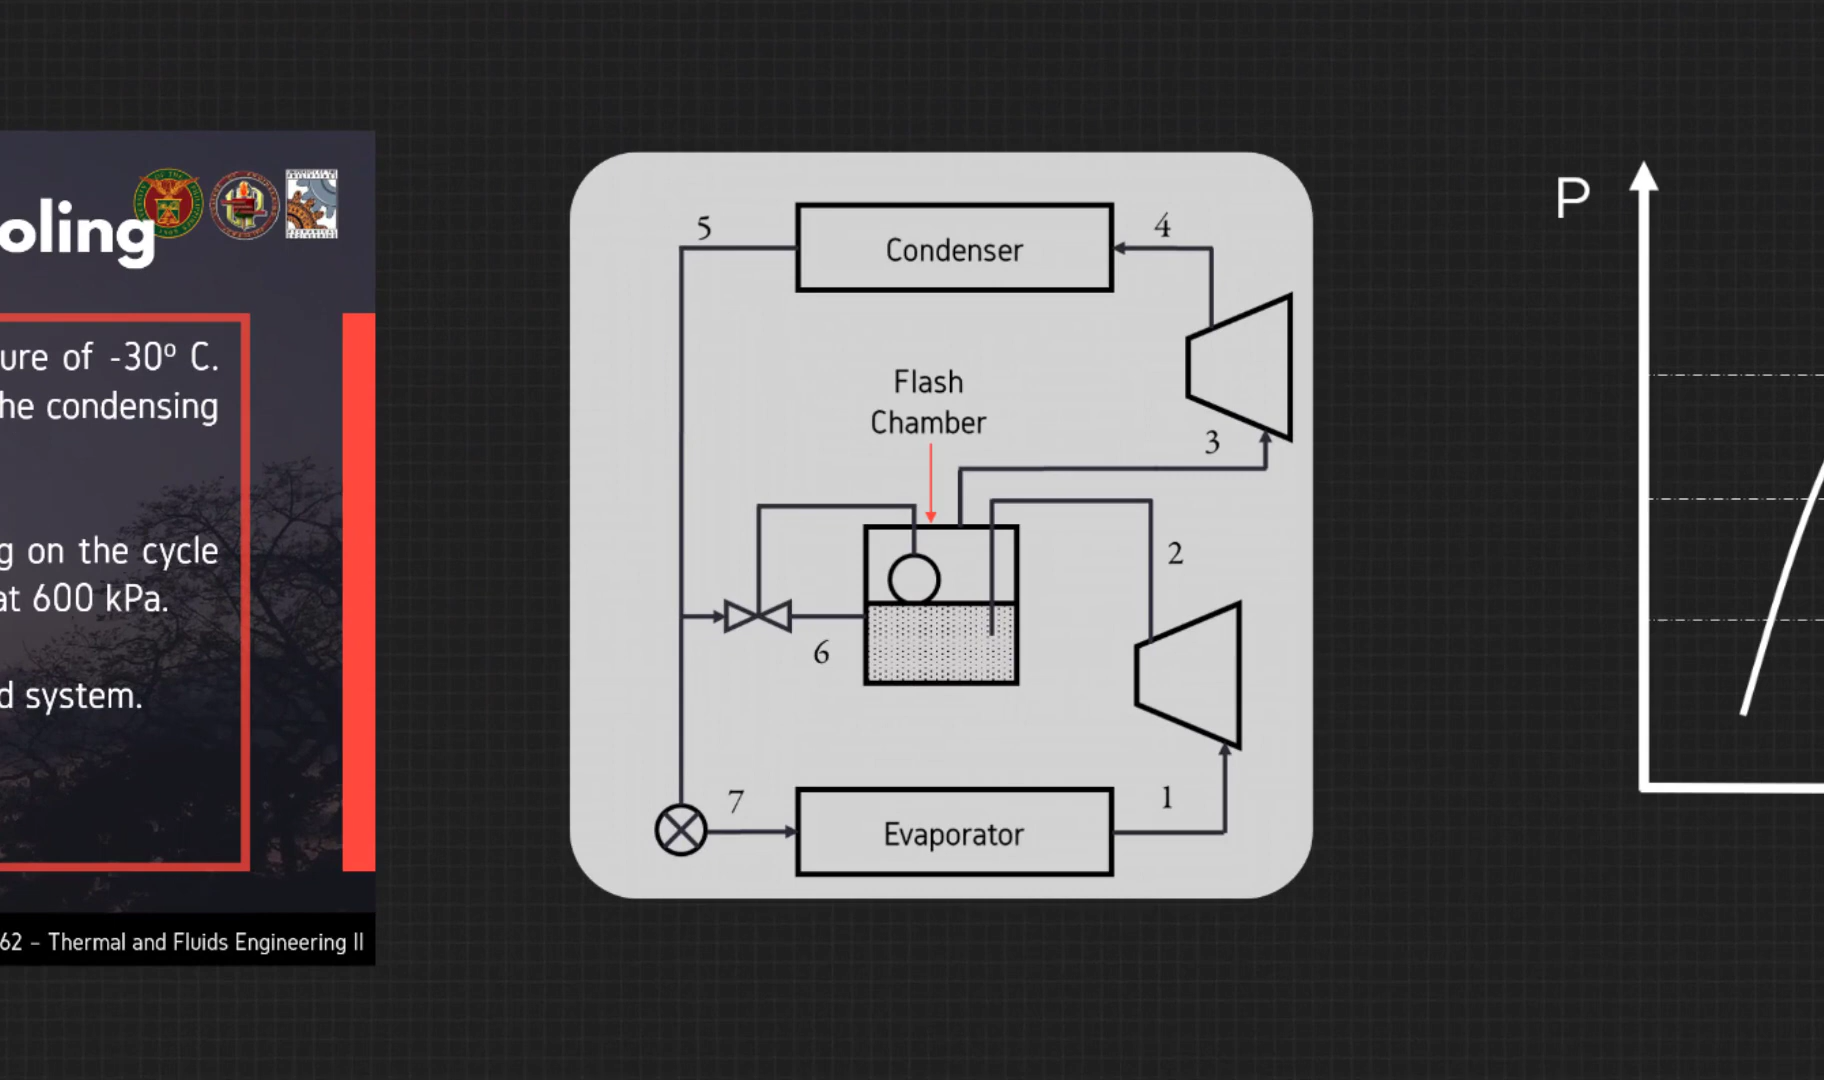 oling
ure of -30º C.
he condensing
g on the cycle
at 600 kPa.
d system.
62 – Thermal and Fluids Engineering II
5
Condenser
4
Flash
Chamber
3
2
6
7
Evaporator
1
P